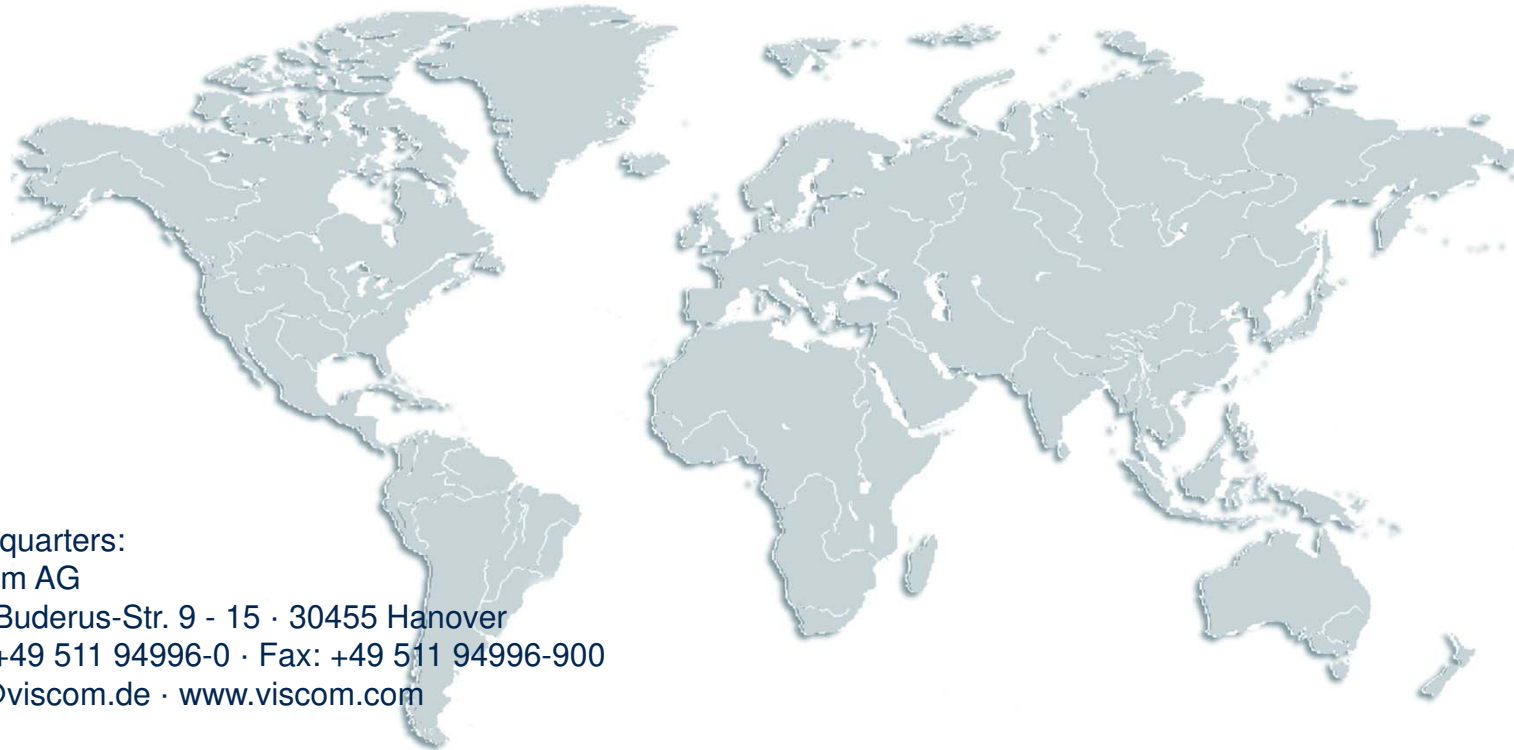 quarters:
m AG
Buderus-Str. 9 - 15 · 30455 Hanover
+49 511 94996-0 · Fax: +49 511 94996-900
@viscom.de · www.viscom.com